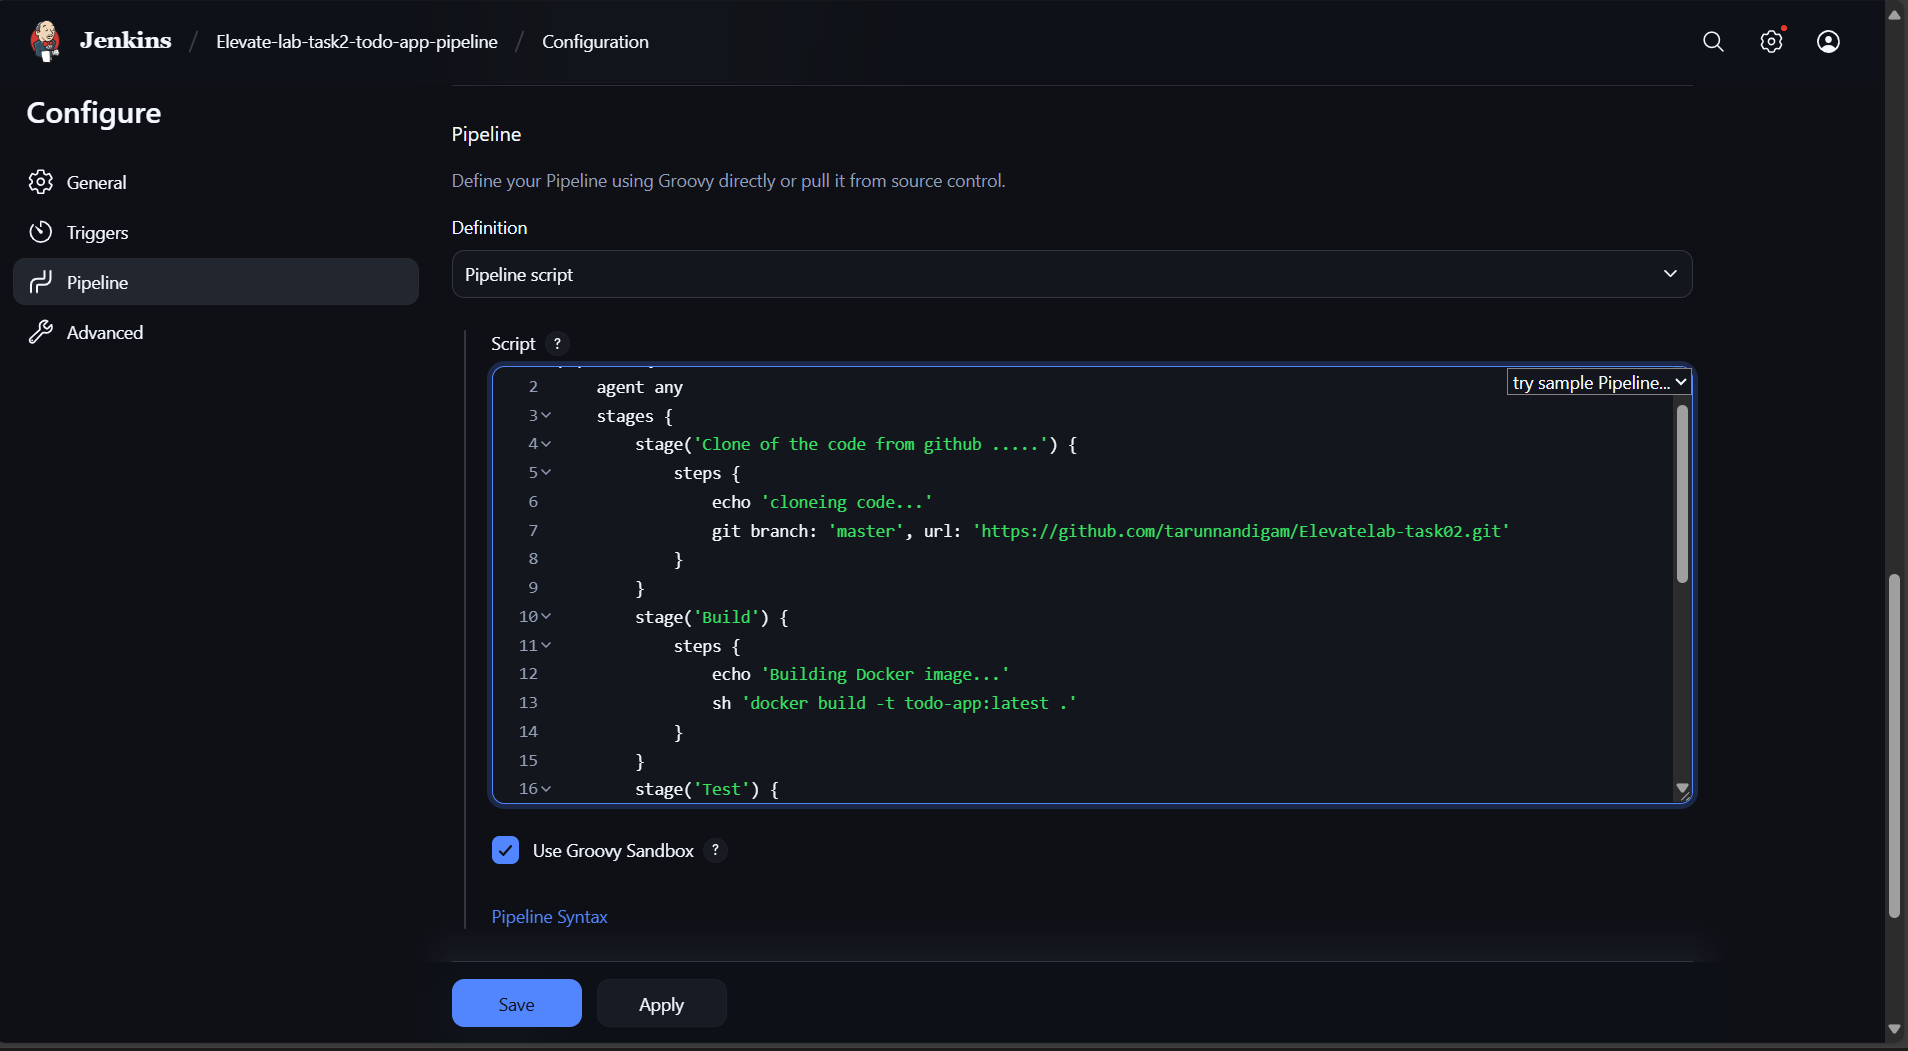 Jenkins / Elevate-lab-task2-todo-app-pipeline / Configuration
Configure
General
Triggers
Pipeline
Advanced
Pipeline
Define your Pipeline using Groovy directly or pull it from source control.
Definition
Pipeline script
Script ?
try sample Pipeline...
2 agent any
3 stages {
4 stage('Clone of the code from github .....') {
5 steps {
6 echo 'cloneing code...'
7 git branch: 'master', url: 'https://github.com/tarunnandigam/Elevatelab-task02.git'
8 }
9 }
10 stage('Build') {
11 steps {
12 echo 'Building Docker image...'
13 sh 'docker build -t todo-app:latest .'
14 }
15 }
16 stage('Test') {
Use Groovy Sandbox ?
Pipeline Syntax
Save
Apply